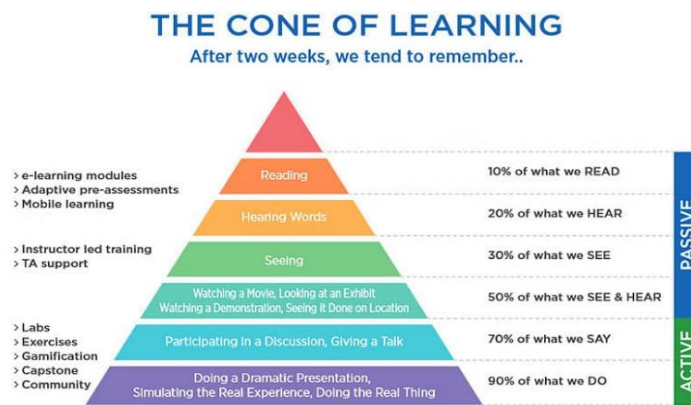 THE CONE OF LEARNING
After two weeks, we tend to remember..
> e-learning modules
> Adaptive pre-assessments
> Mobile learning
Reading
10% of what we READ
Hearing Words
20% of what we HEAR
> Instructor led training
> TA support
Seeing
30% of what we SEE
Watching a Movie, Looking at an Exhibit
Watching a Demonstration, Seeing It Done on Location
50% of what we SEE & HEAR
PASSIVE
> Labs
> Exercises
> Gamification
> Capstone
> Community
Participating in a Discussion, Giving a Talk
70% of what we SAY
Doing a Dramatic Presentation,
Simulating the Real Experience, Doing the Real Thing
90% of what we DO
ACTIVE